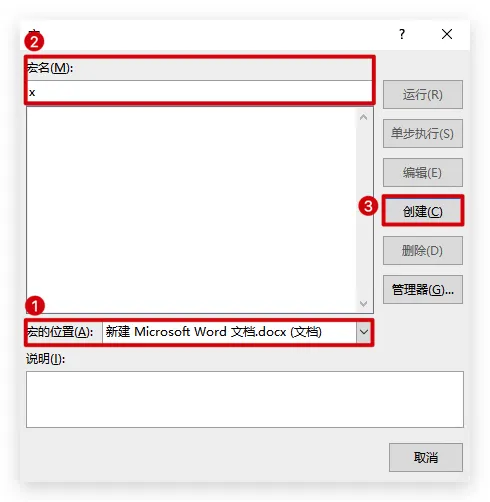 2
?
宏名(M):
x
运行(R)
单步执行(S)
编辑(E)
3
创建(C)
删除(D)
管理器(G)...
1
宏的位置(A):
新建 Microsoft Word 文档.docx (文档)
说明(I):
取消